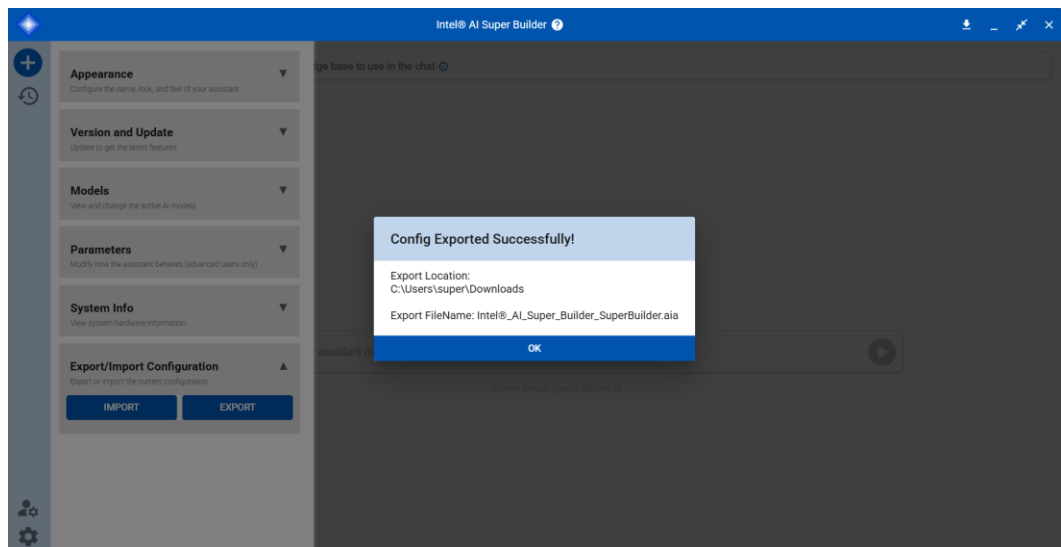 Intel® AI Super Builder ?
Appearance
Configure the name, look, and feel of your assistant
Version and Update
Update to get the latest features
Models
View and change the active AI models
Parameters
Modify how the assistant behaves (advanced users only)
System Info
View system hardware information
Export/Import Configuration
Export or import the current configuration
IMPORT
EXPORT
dge base to use in the chat
Config Exported Successfully!
Export Location:
C:\Users\super\Downloads
Export FileName: Intel®_AI_Super_Builder_SuperBuilder.aia
OK
assistant m